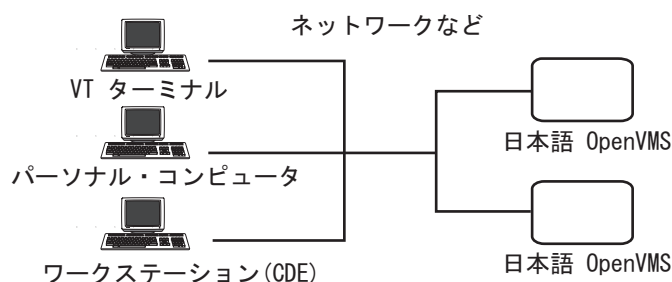 ネットワークなど
VT ターミナル
日本語 OpenVMS
パーソナル・コンピュータ
日本語 OpenVMS
ワークステーション(CDE)